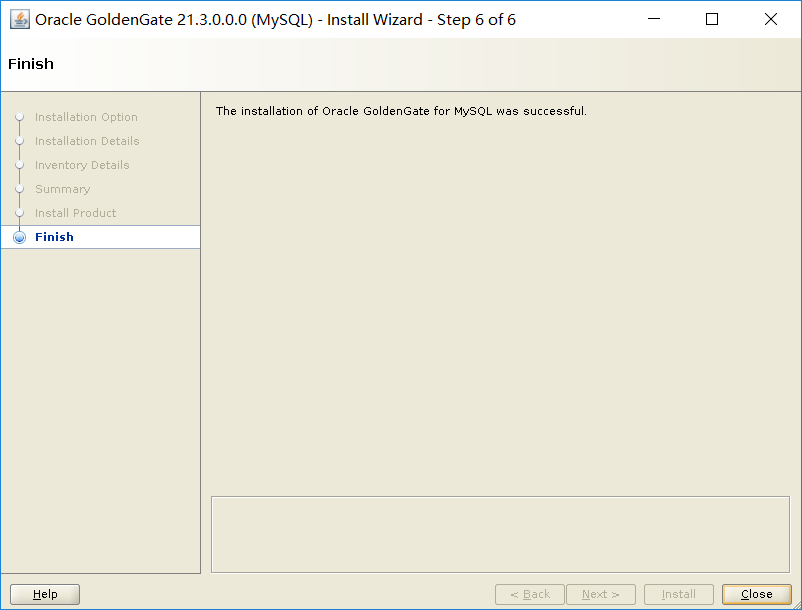 Oracle GoldenGate 21.3.0.0.0 (MySQL) - Install Wizard - Step 6 of 6
Finish
Installation Option
Installation Details
Inventory Details
Summary
Install Product
Finish
The installation of Oracle GoldenGate for MySQL was successful.
Help
< Back
Next >
Install
Close